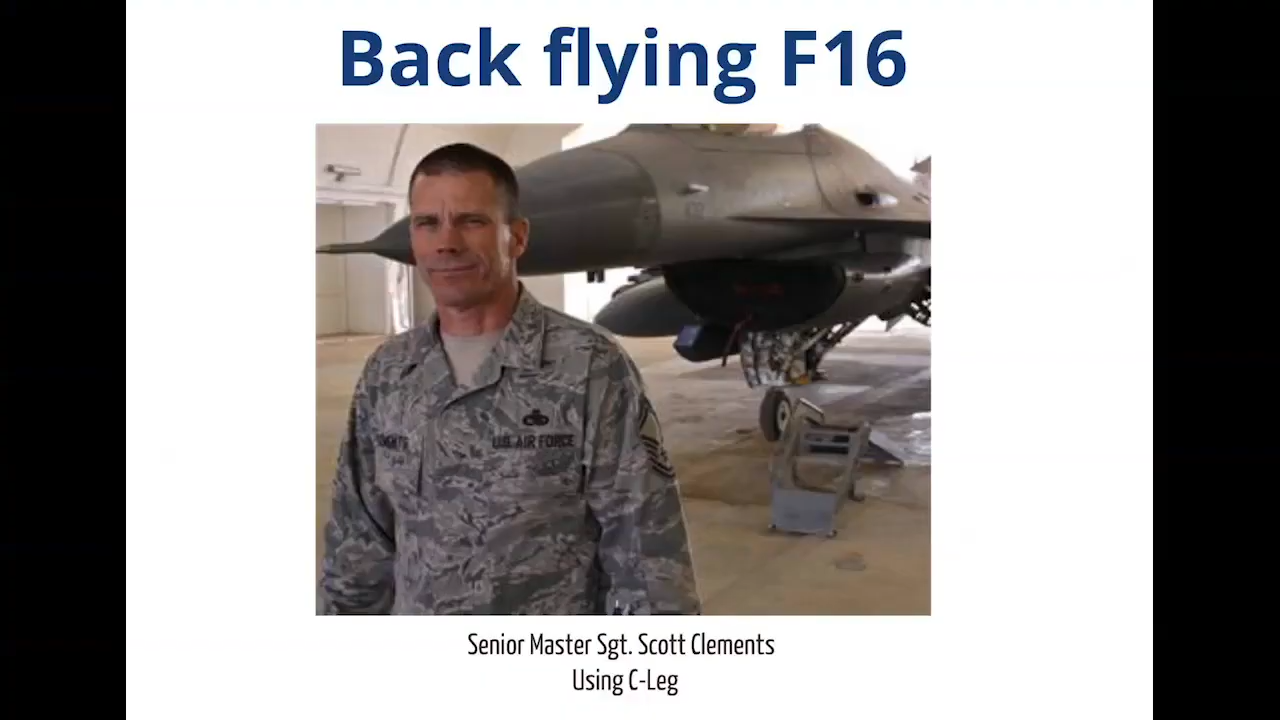 Back flying F16
U.S. AIR FORCE
Senior Master Sgt. Scott Clements
Using C-Leg